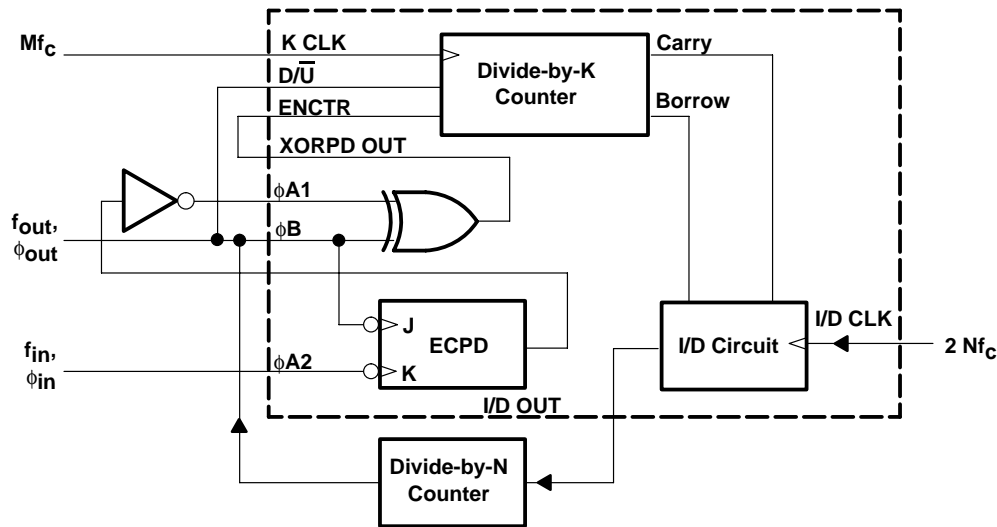 Mfc
K CLK
D/U̅
ENCTR
XORPD OUT
Divide-by-K
Counter
Carry
Borrow
ϕA1
fout,
ϕout
ϕB
J
ECPD
K
fin,
ϕin
ϕA2
I/D Circuit
I/D CLK
2 Nfc
I/D OUT
Divide-by-N
Counter